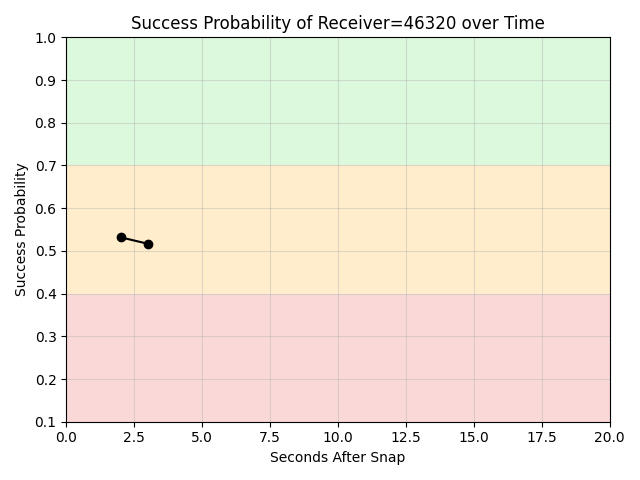 Success Probability of Receiver=46320 over Time
1.0
0.9
0.8
0.7
0.6
0.5
0.4
0.3
0.2
0.1
Success Probability
0.0 2.5 5.0 7.5 10.0 12.5 15.0 17.5 20.0
Seconds After Snap